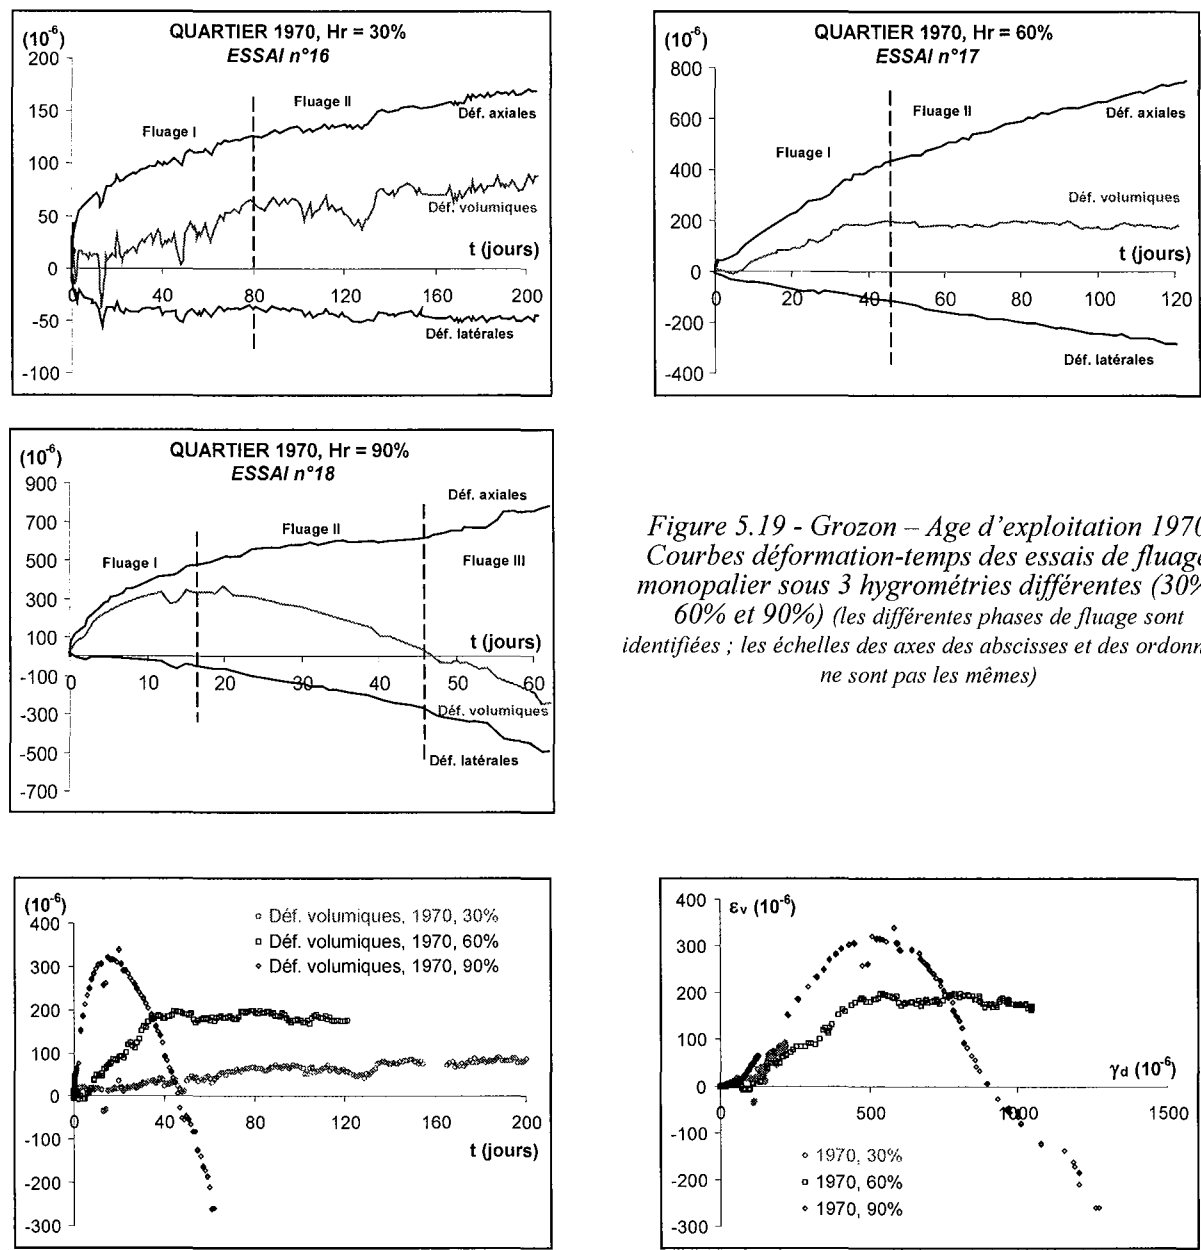 QUARTIER 1970, Hr = 30%
ESSAI n°16
(10-6)
200
150
100
50
0
-50
-100
Fluage I
Fluage II
Déf. axiales
Déf. volumiques
t (jours)
0 40 80 120 160 200
Déf. latérales
QUARTIER 1970, Hr = 60%
ESSAI n°17
(10-6)
800
600
400
200
0
-200
-400
Fluage I
Fluage II
Déf. axiales
Déf. volumiques
t (jours)
0 20 40 60 80 100 120
Déf. latérales
QUARTIER 1970, Hr = 90%
ESSAI n°18
(10-6)
900
700
500
300
100
-100
-300
-500
-700
Déf. axiales
Fluage I
Fluage II
Fluage III
t (jours)
0 10 20 30 40 50 60
Déf. volumiques
Déf. latérales
Figure 5.19 - Grozon – Age d'exploitation 1970
Courbes déformation-temps des essais de fluage
monopalier sous 3 hygrométries différentes (30%
60% et 90%) (les différentes phases de fluage sont
identifiées ; les échelles des axes des abscisses et des ordonn
ne sont pas les mêmes)
(10-6)
400
300
200
100
0
-100
-200
-300
Déf. volumiques, 1970, 30%
Déf. volumiques, 1970, 60%
Déf. volumiques, 1970, 90%
0 40 80 120 160 200
t (jours)
εv (10-6)
400
300
200
100
0
-100
-200
-300
γd (10-6)
0 500 1000 1500
1970, 30%
1970, 60%
1970, 90%